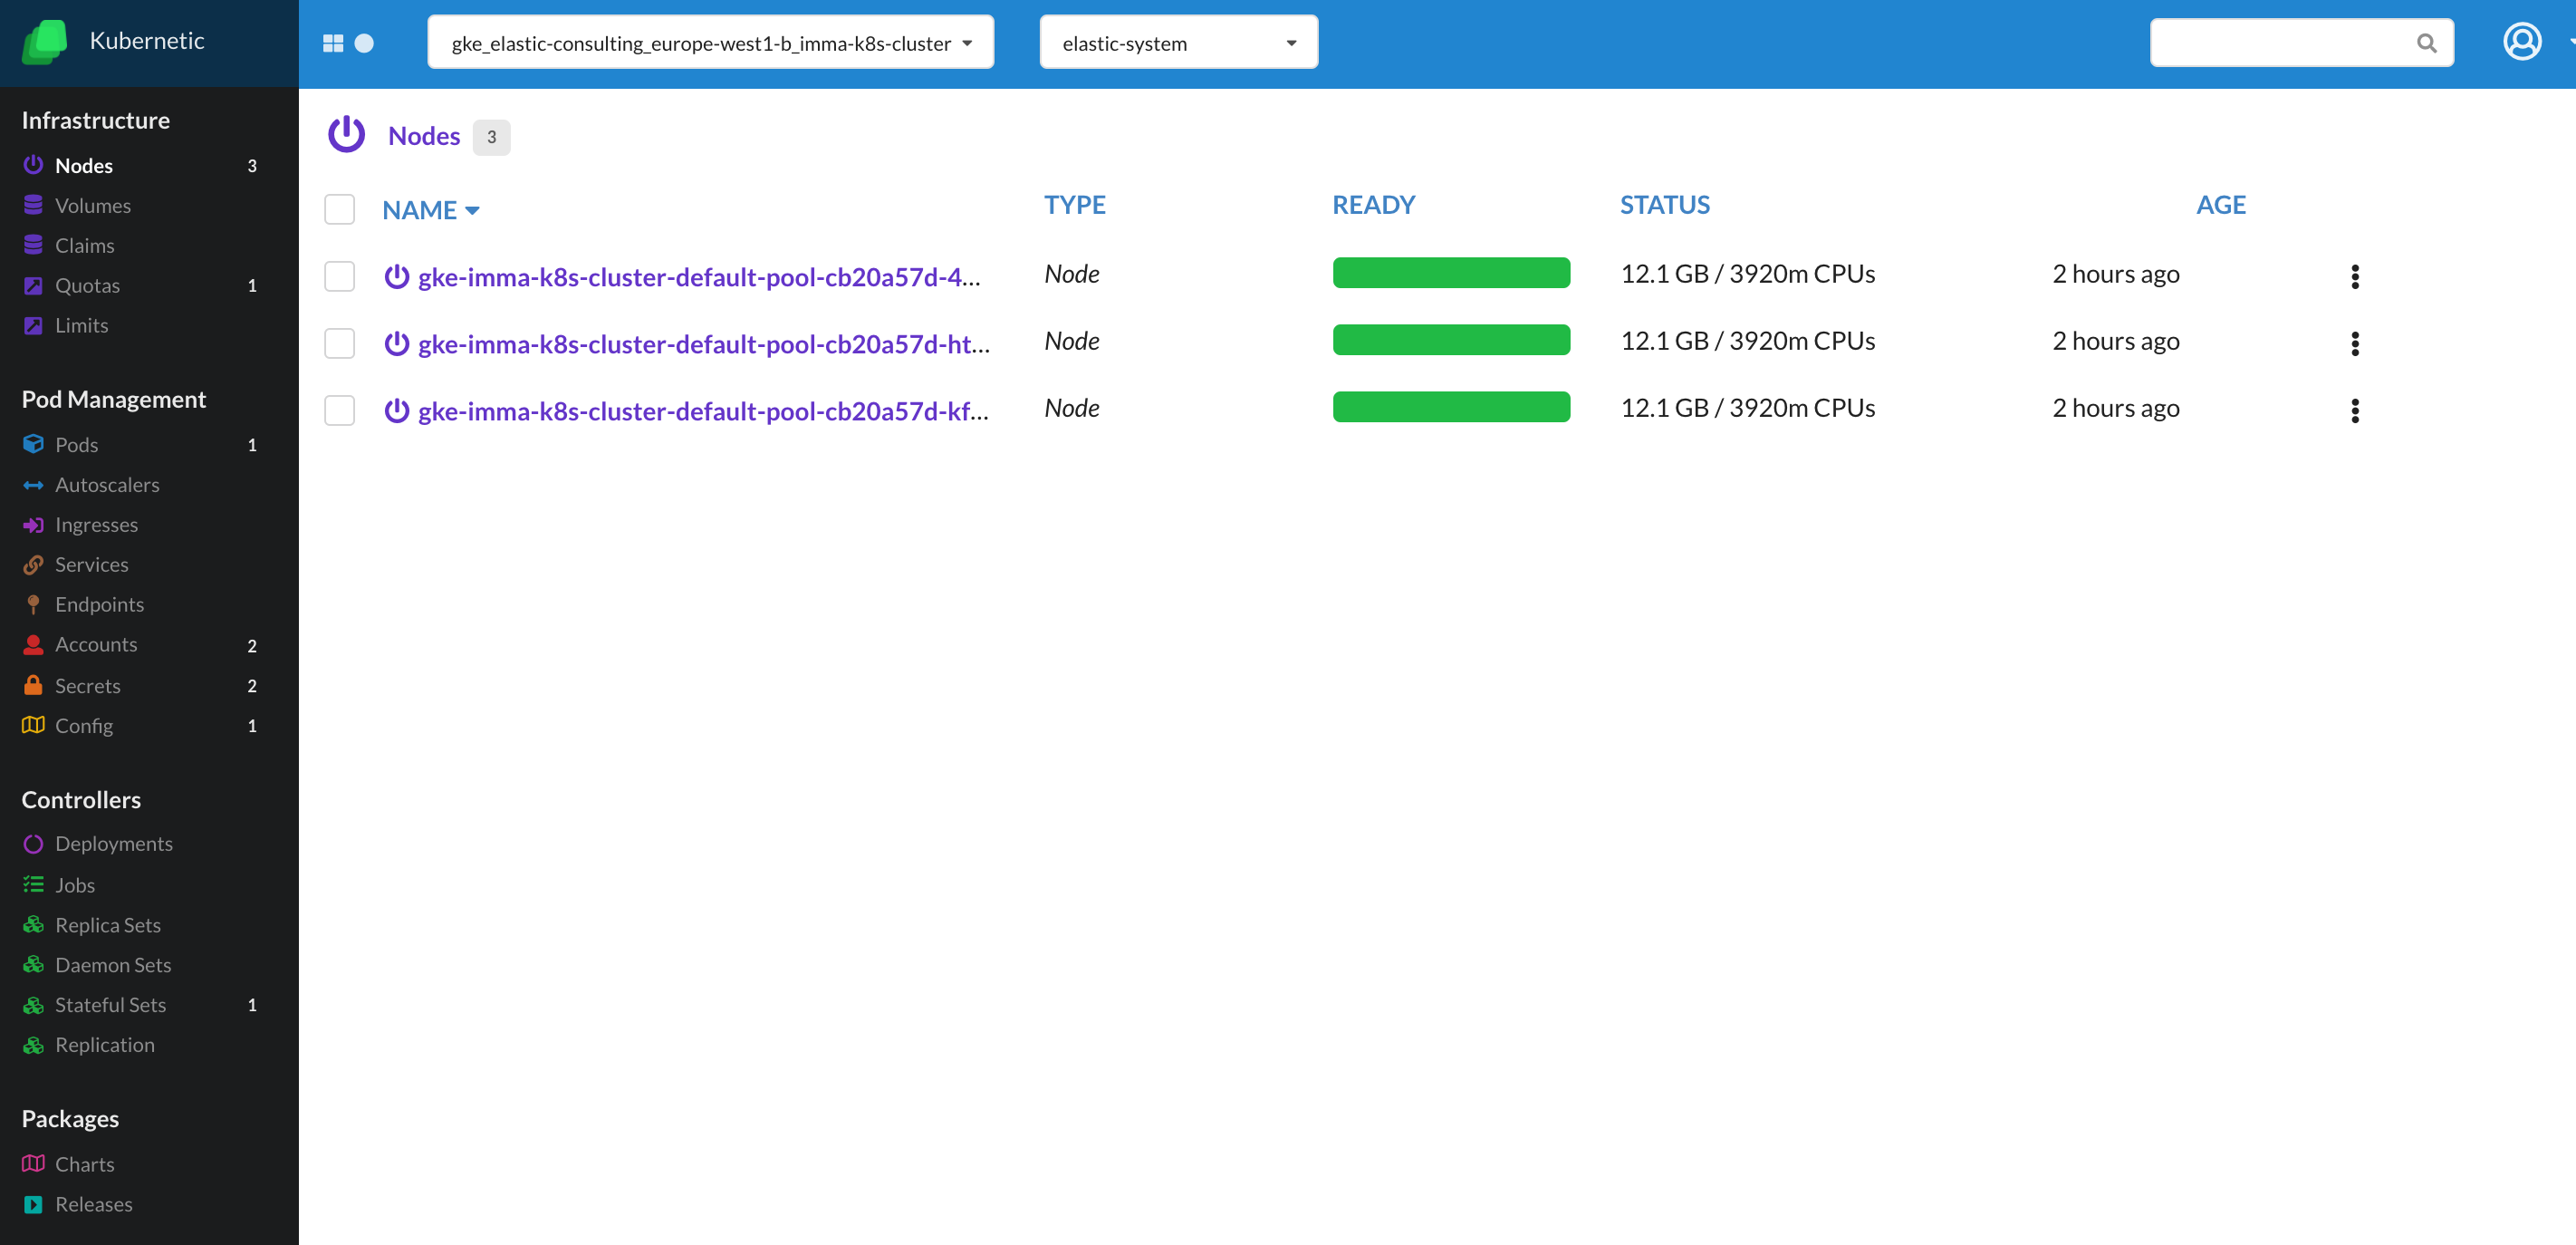 Kubernetic
gke_elastic-consulting_europe-west1-b_imma-k8s-cluster
elastic-system
Infrastructure
Nodes 3
Volumes
Claims
Quotas 1
Limits
Pod Management
Pods 1
Autoscalers
Ingresses
Services
Endpoints
Accounts 2
Secrets 2
Config 1
Controllers
Deployments
Jobs
Replica Sets
Daemon Sets
Stateful Sets 1
Replication
Packages
Charts
Releases
Nodes 3
NAME TYPE READY STATUS AGE
gke-imma-k8s-cluster-default-pool-cb20a57d-4... Node 12.1 GB / 3920m CPUs 2 hours ago
gke-imma-k8s-cluster-default-pool-cb20a57d-ht... Node 12.1 GB / 3920m CPUs 2 hours ago
gke-imma-k8s-cluster-default-pool-cb20a57d-kf... Node 12.1 GB / 3920m CPUs 2 hours ago